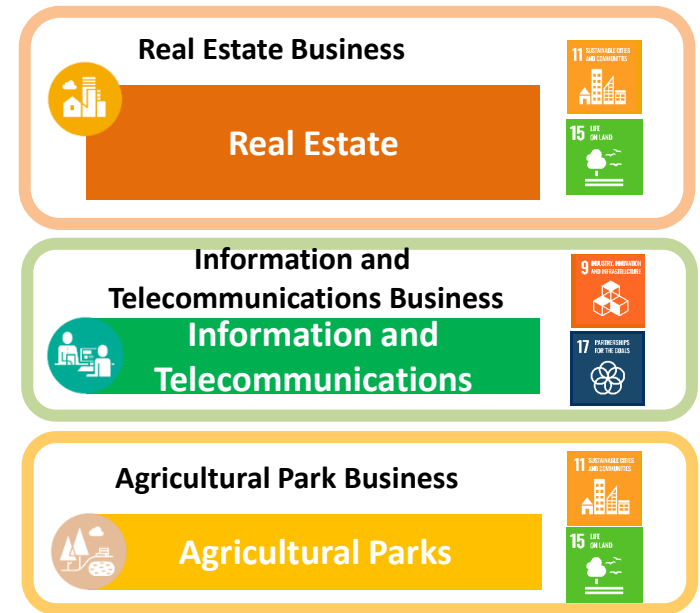 Real Estate Business
Real Estate
11 SUSTAINABLE CITIES
AND COMMUNITIES
15 LIFE
ON LAND
Information and
Telecommunications Business
Information and
Telecommunications
9 INDUSTRY, INNOVATION
AND INFRASTRUCTURE
17 PARTNERSHIPS
FOR THE GOALS
Agricultural Park Business
Agricultural Parks
11 SUSTAINABLE CITIES
AND COMMUNITIES
15 LIFE
ON LAND